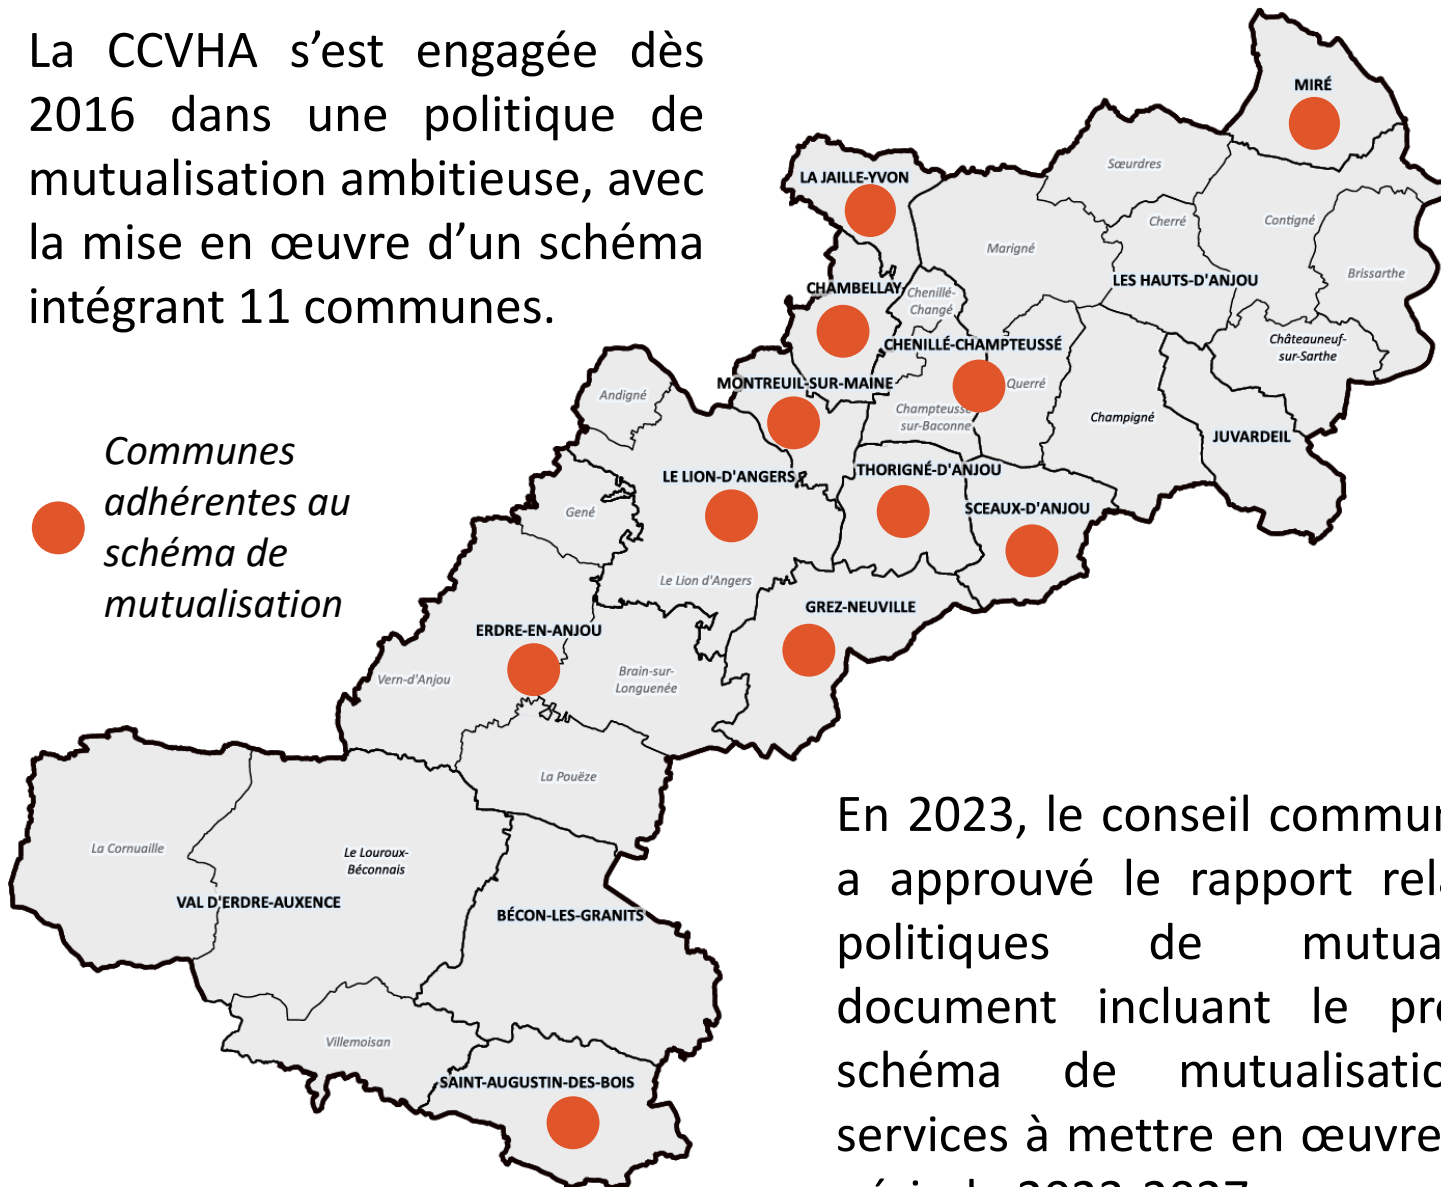 La CCVHA s’est engagée dès
2016 dans une politique de
mutualisation ambitieuse, avec
la mise en œuvre d’un schéma
intégrant 11 communes.
Communes
adhérentes au
schéma de
mutualisation
MIRÉ
Sœurdres
LA JAILLE-YVON
Cherré
Contigné
Marigné
Brissarthe
LES HAUTS-D'ANJOU
CHAMBELLAY
Chenillé-
Changé
Châteauneuf-
sur-Sarthe
CHENILLÉ-CHAMPTEUSSÉ
MONTREUIL-SUR-MAINE
Querré
Andigné
Champteussé
sur-Baconne
Champigné
JUVARDEIL
LE LION-D'ANGERS
THORIGNÉ-D'ANJOU
SCEAUX-D'ANJOU
Gené
Le Lion d'Angers
GREZ-NEUVILLE
ERDRE-EN-ANJOU
Vern-d'Anjou
Brain-sur-
Longuenée
La Pouëze
La Cornuaille
Le Louroux-
Béconnais
VAL D'ERDRE-AUXENCE
BÉCON-LES-GRANITS
Villemoisan
SAINT-AUGUSTIN-DES-BOIS
En 2023, le conseil commun
a approuvé le rapport rel
politiques de mutua
document incluant le pr
schéma de mutualisatio
services à mettre en œuvre